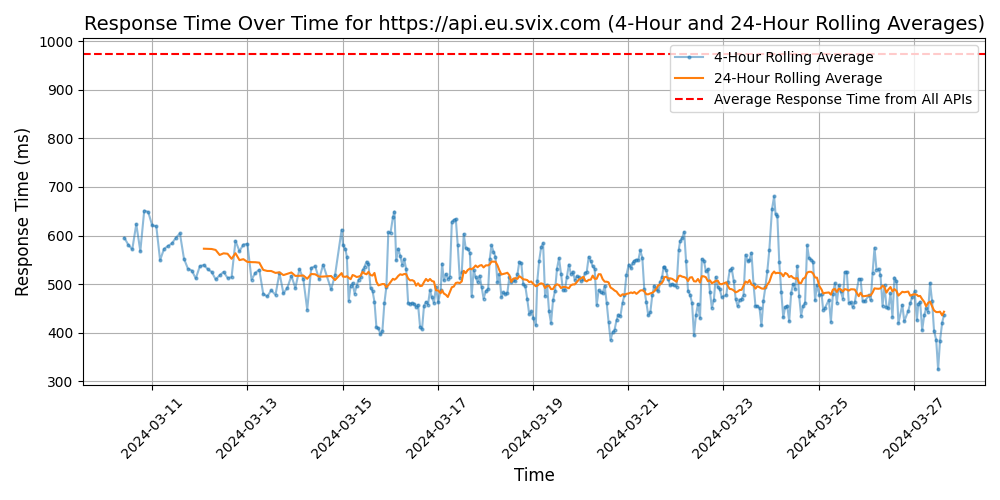 Response Time Over Time for https://api.eu.svix.com (4-Hour and 24-Hour Rolling Averages)
4-Hour Rolling Average
24-Hour Rolling Average
Average Response Time from All APIs
Response Time (ms)
1000
900
800
700
600
500
400
300
2024-03-11
2024-03-13
2024-03-15
2024-03-17
2024-03-19
2024-03-21
2024-03-23
2024-03-25
2024-03-27
Time